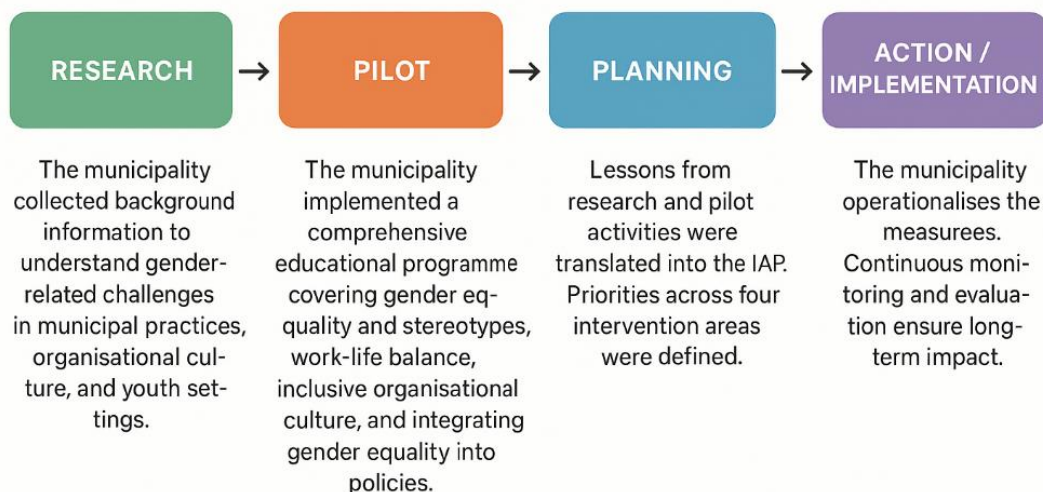 RESEARCH
The municipality
collected background
information to
understand gender-
related challenges
in municipal practices,
organisational cul-
ture, and youth set-
tings.
PILOT
The municipality
implemented a
comprehensive
educational programme
covering gender eq-
quality and stereotypes,
work-life balance,
inclusive organisational
culture, and integrating
gender equality into
policies.
PLANNING
Lessons from
research and pilot
activities were
translated into the IAP.
Priorities across four
intervention areas
were defined.
ACTION /
IMPLEMENTATION
The municipality
operationalises the
measurees.
Continuous moni-
toring and evalua-
tion ensure long-
term impact.